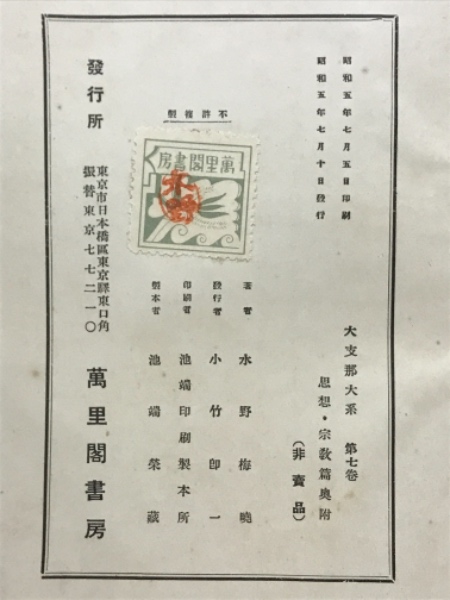 昭和五年七月五日印刷
昭和五年七月十日發行
大支那大系　第七卷
思想・宗教篇奥附
（非賣品）
不許複製
萬里閣書房
水野
著者　水野梅曉
發行者　小竹卽一
印刷者　池端印刷製本所
製本者　池端榮藏
發行所
東京市日本橋區東京驛東口角
振替東京七七二一〇
萬里閣書房